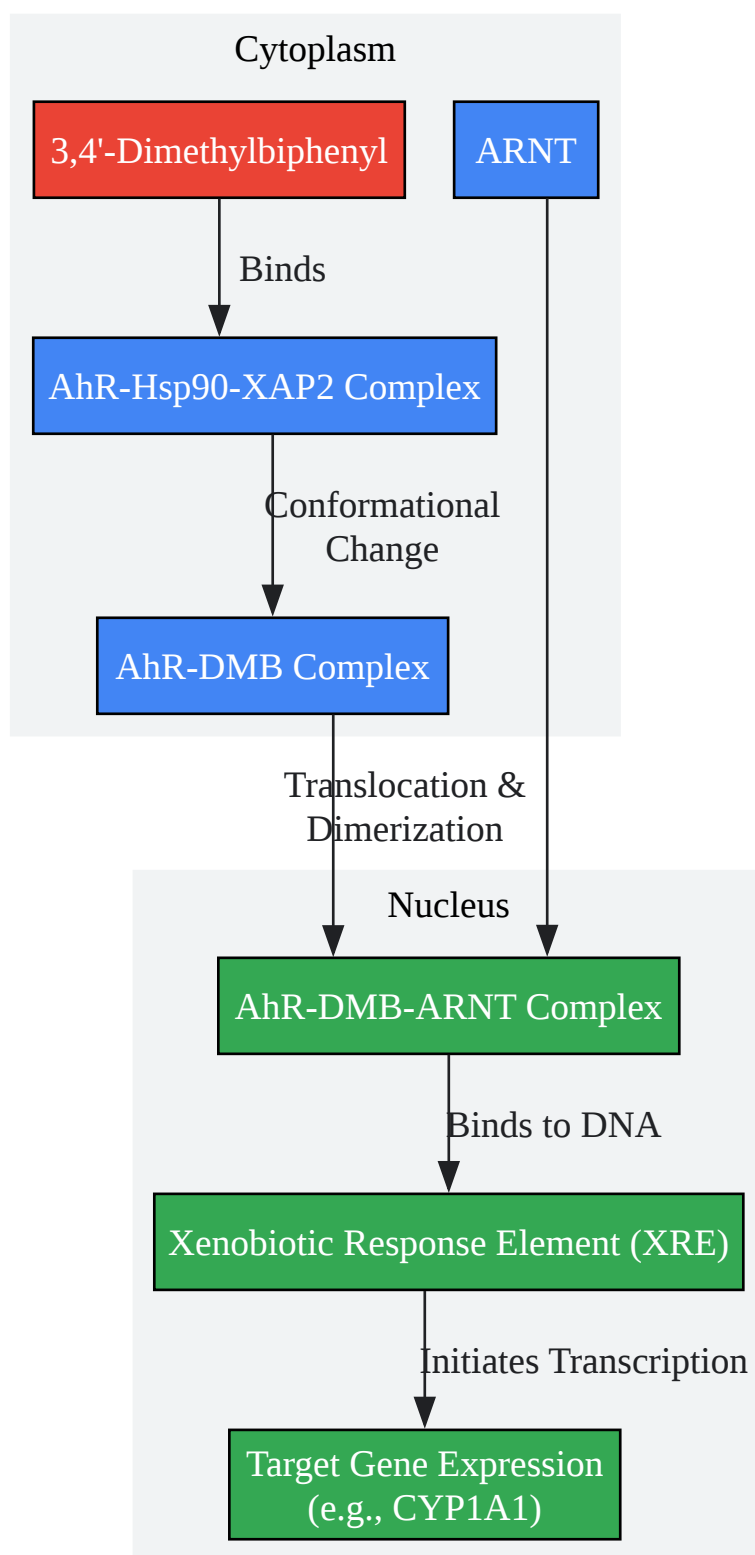 Cytoplasm
3,4'-Dimethylbiphenyl
ARNT
Binds
AhR-Hsp90-XAP2 Complex
Conformational
Change
AhR-DMB Complex
Translocation &
Dimerization
Nucleus
AhR-DMB-ARNT Complex
Binds to DNA
Xenobiotic Response Element (XRE)
Initiates Transcription
Target Gene Expression
(e.g., CYP1A1)